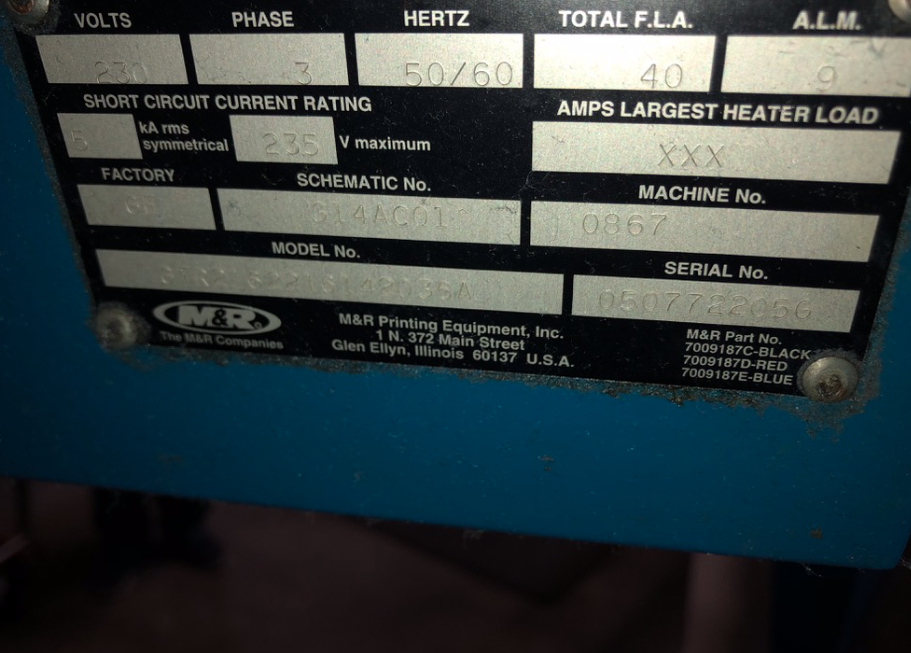 VOLTS PHASE HERTZ TOTAL F.L.A. A.L.M.
230 3 50/60 40 9
SHORT CIRCUIT CURRENT RATING
AMPS LARGEST HEATER LOAD
5 kA rms symmetrical 235 V maximum
XXX
FACTORY SCHEMATIC No. MACHINE No.
314AC01 0867
MODEL No. SERIAL No.
050772205G
M&R®
The M&R Companies
M&R Printing Equipment, Inc.
1 N. 372 Main Street
Glen Ellyn, Illinois 60137 U.S.A.
M&R Part No.
7009187C-BLACK
7009187D-RED
7009187E-BLUE